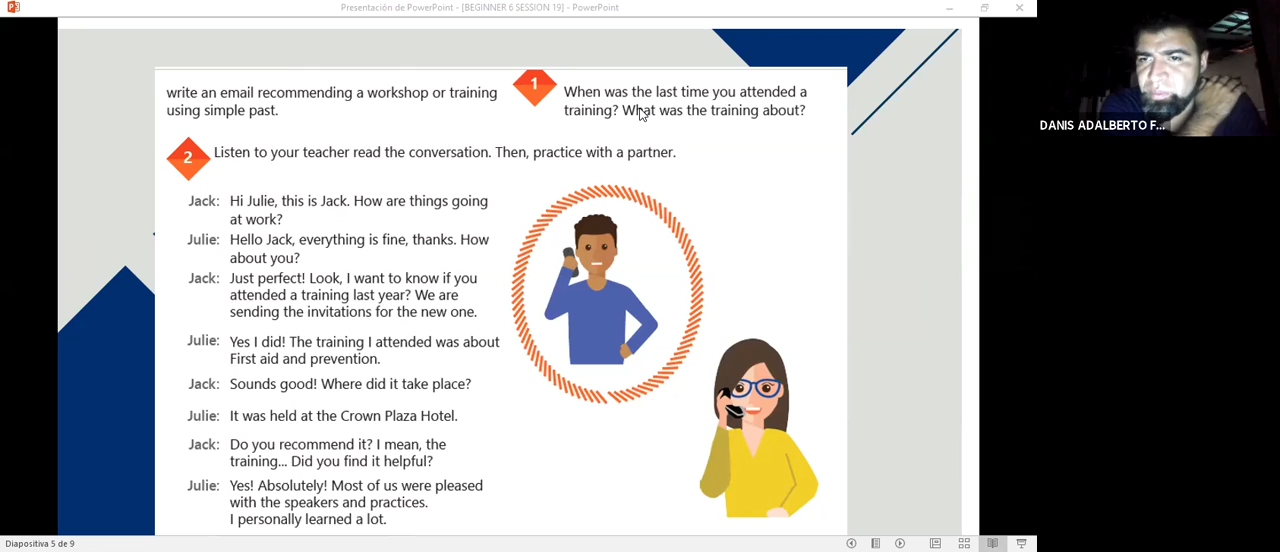 Presentación de PowerPoint - [BEGINNER 6 SESSION 19] - PowerPoint
write an email recommending a workshop or training
using simple past.
1
When was the last time you attended a
training? What was the training about?
2
Listen to your teacher read the conversation. Then, practice with a partner.
Jack: Hi Julie, this is Jack. How are things going
at work?
Julie: Hello Jack, everything is fine, thanks. How
about you?
Jack: Just perfect! Look, I want to know if you
attended a training last year? We are
sending the invitations for the new one.
Julie: Yes I did! The training I attended was about
First aid and prevention.
Jack: Sounds good! Where did it take place?
Julie: It was held at the Crown Plaza Hotel.
Jack: Do you recommend it? I mean, the
training... Did you find it helpful?
Julie: Yes! Absolutely! Most of us were pleased
with the speakers and practices.
I personally learned a lot.
DANIS ADALBERTO F...
Diapositiva 5 de 9